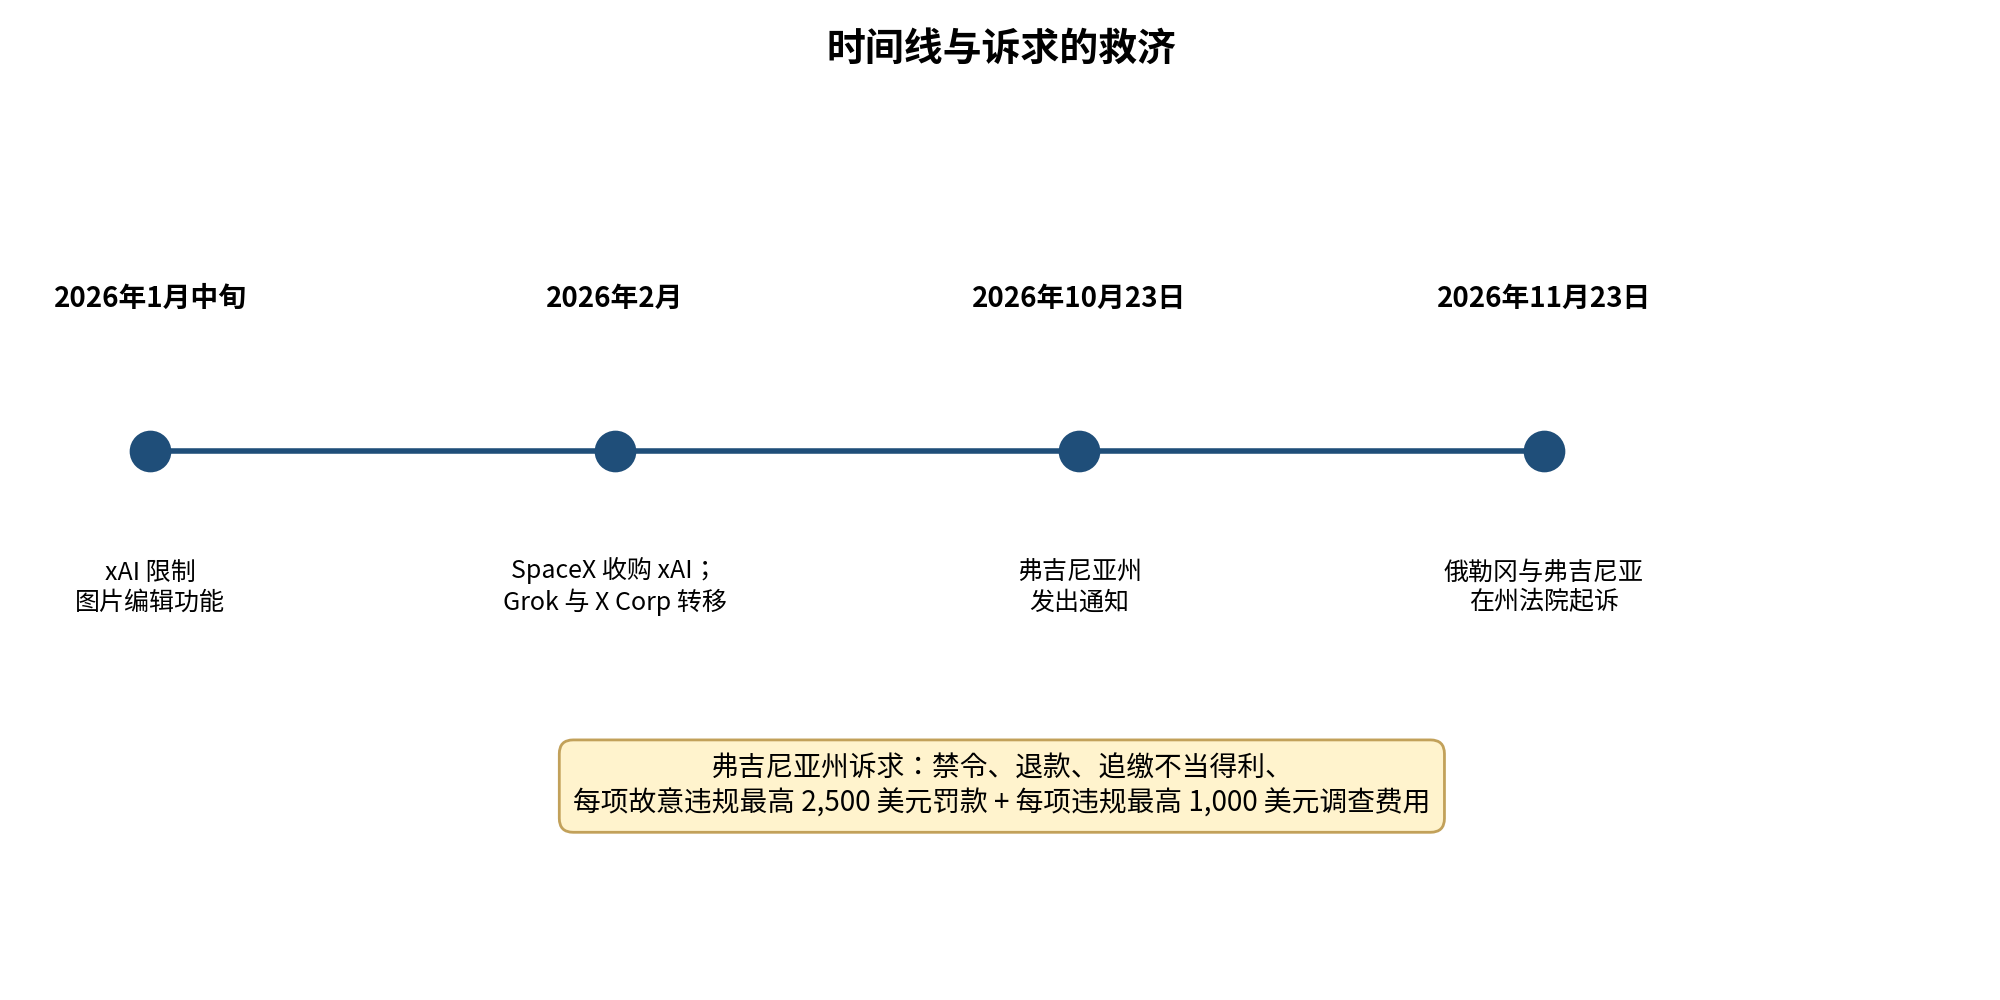 时间线与诉求的救济
2026年1月中旬
2026年2月
2026年10月23日
2026年11月23日
xAI 限制
图片编辑功能
SpaceX 收购 xAI；
Grok 与 X Corp 转移
弗吉尼亚州
发出通知
俄勒冈与弗吉尼亚
在州法院起诉
弗吉尼亚州诉求：禁令、退款、追缴不当得利、
每项故意违规最高 2,500 美元罚款 + 每项违规最高 1,000 美元调查费用